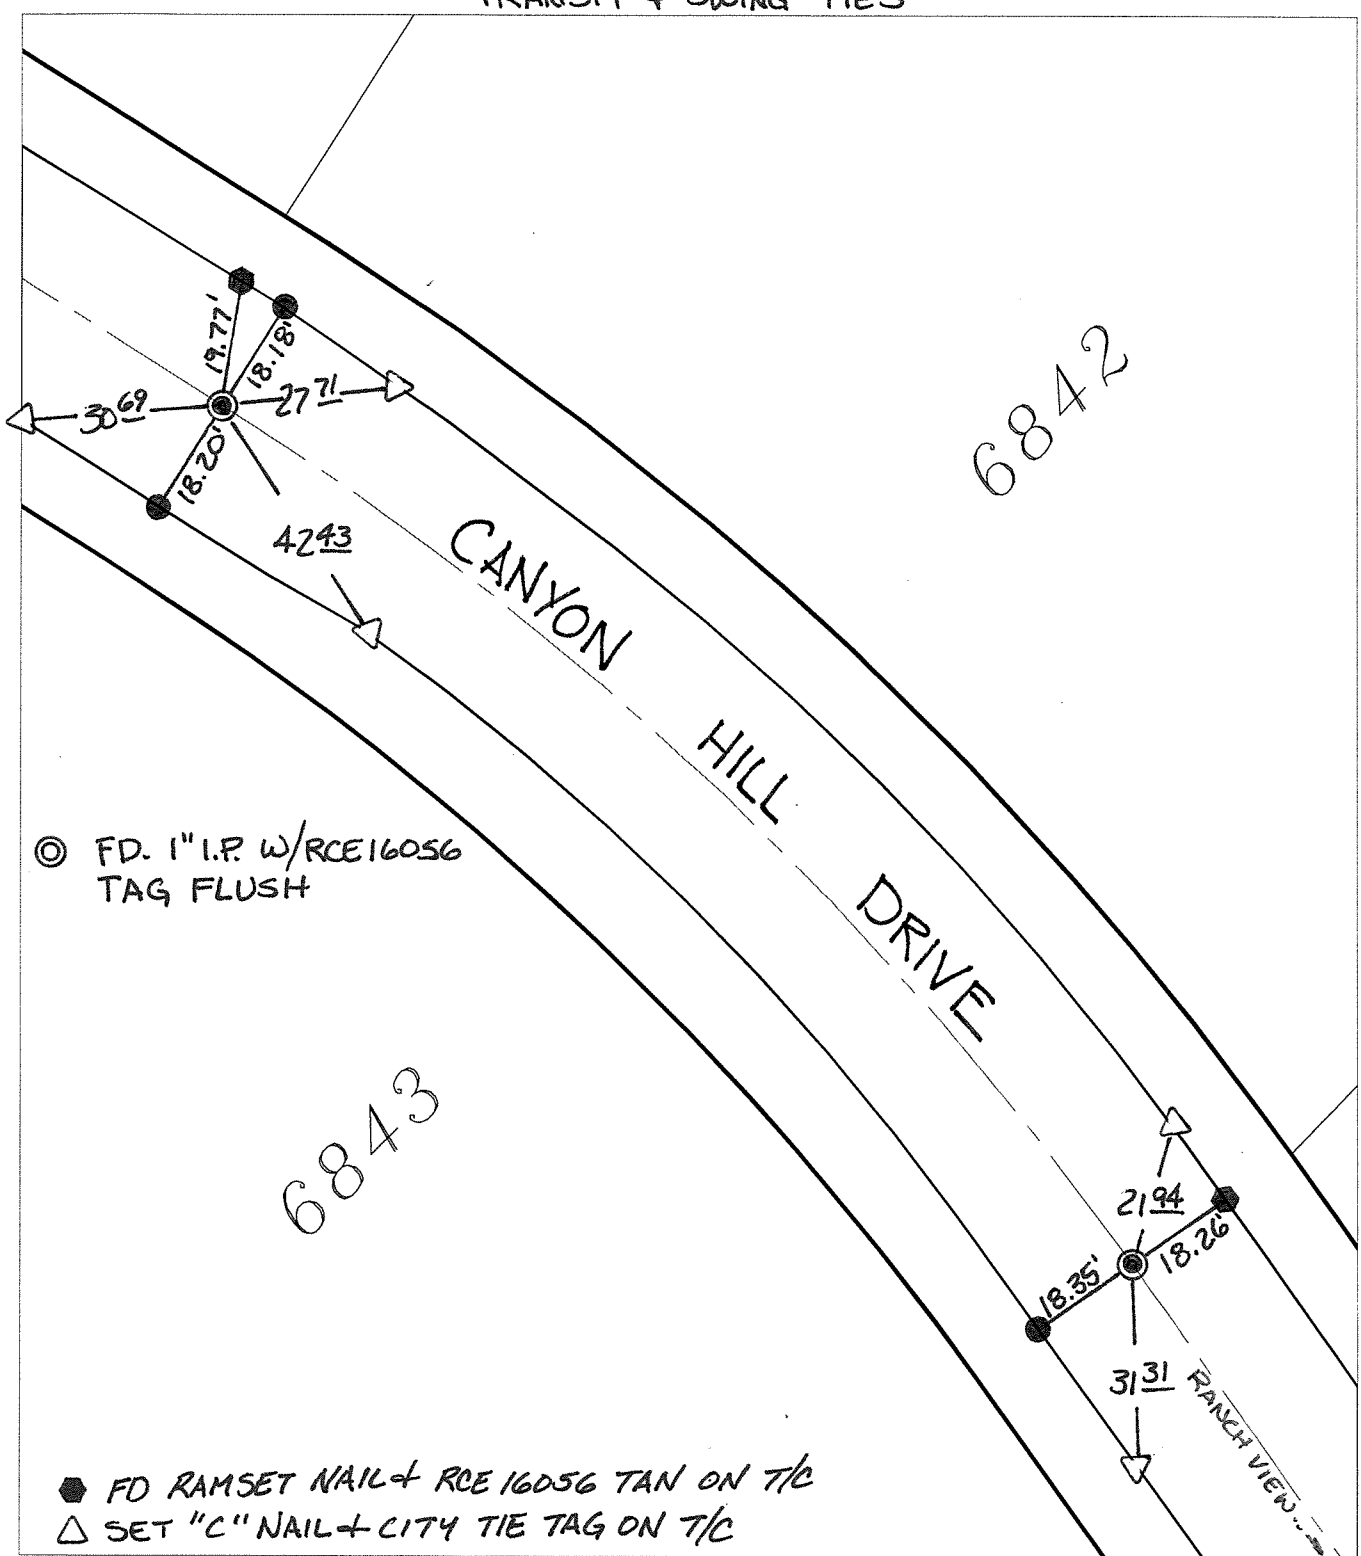 TRANSIT & SWING TIES
19.77'
18.18'
30 69
27 71
18.20'
42 43
6842
CANYON
HILL
DRIVE
FD. 1" I.P. W/RCE16056
TAG FLUSH
6843
21 94
18.26'
18.35'
31 31
RANCH VIEW...
FD RAMSET NAIL & RCE 16056 TAN ON T/C
SET "C" NAIL & CITY TIE TAG ON T/C